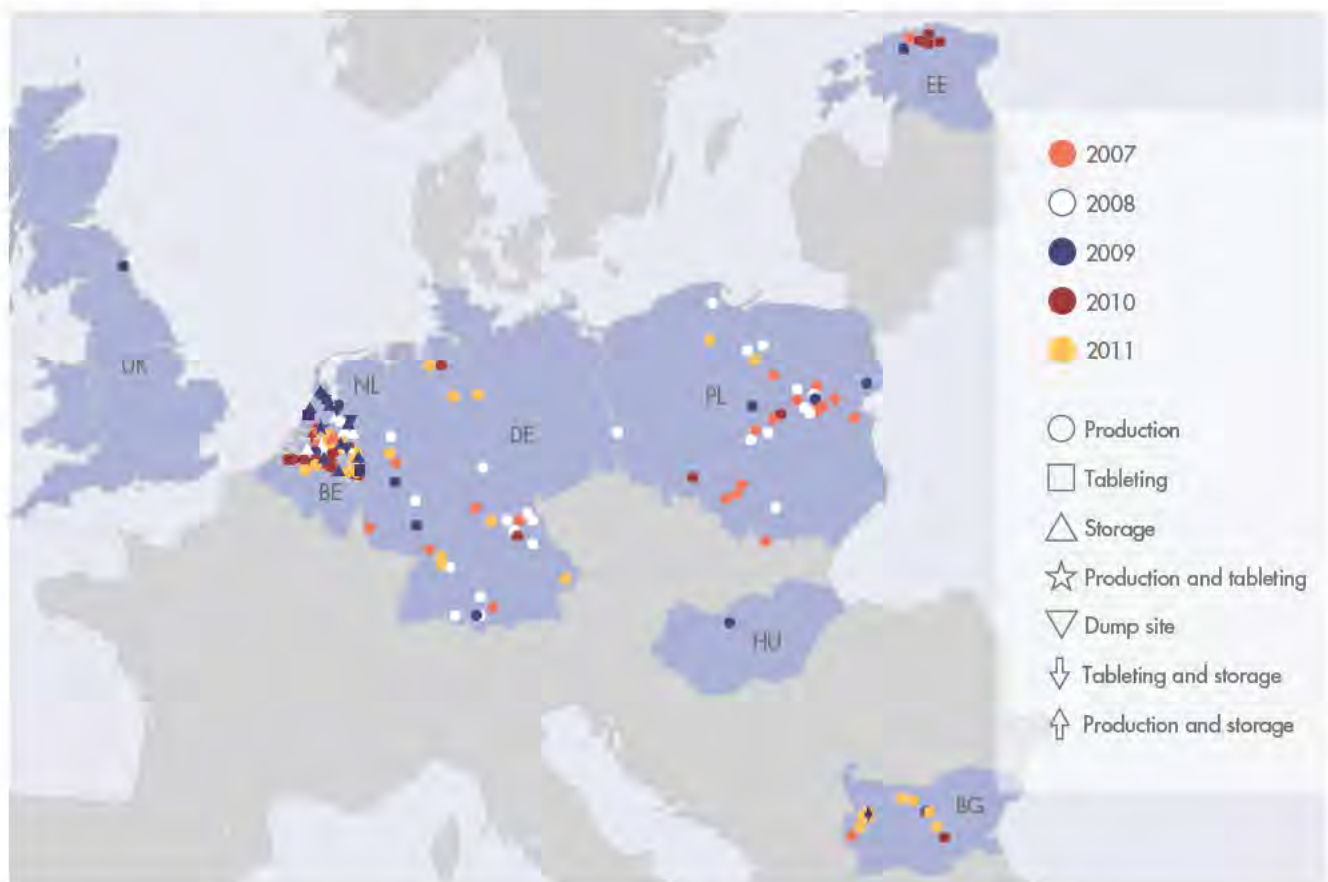 EE
UK
NL
PL
DE
BE
HU
BG
2007
2008
2009
2010
2011
Production
Tableting
Storage
Production and tableting
Dump site
Tableting and storage
Production and storage